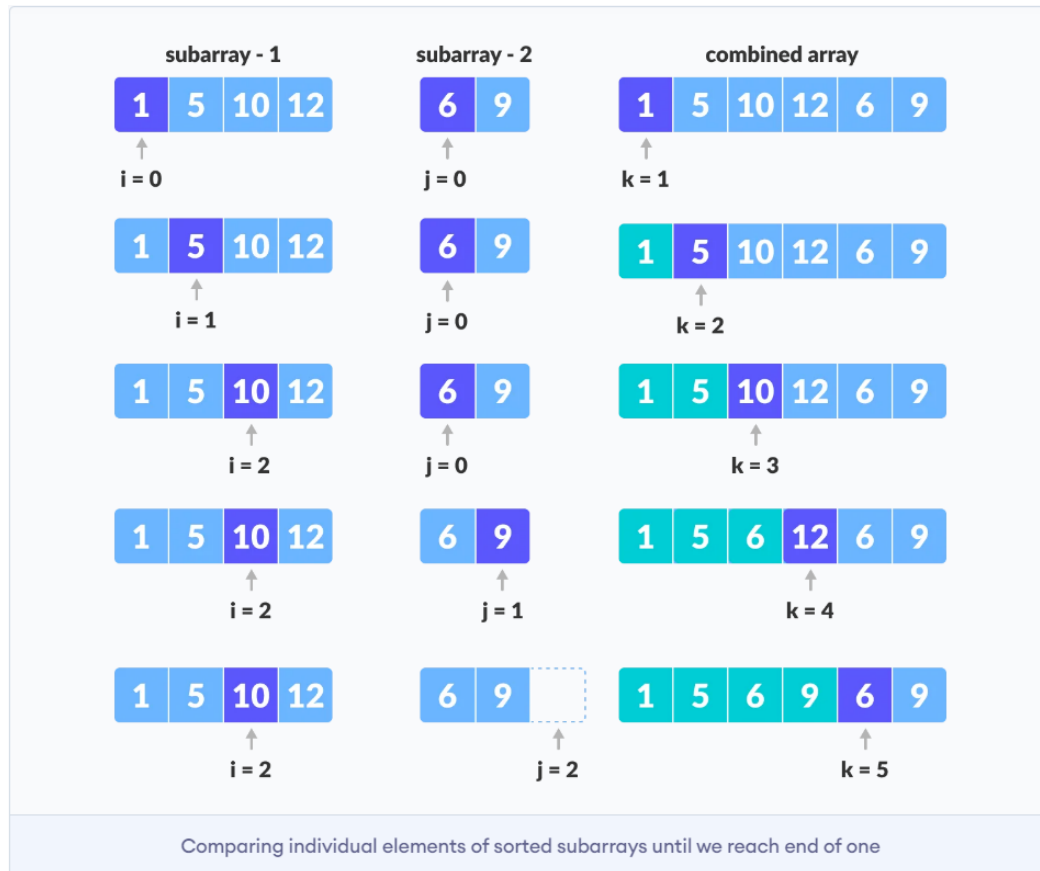 subarray - 1 subarray - 2 combined array
1 5 10 12 6 9 1 5 10 12 6 9
i = 0 j = 0 k = 1
1 5 10 12 6 9 1 5 10 12 6 9
i = 1 j = 0 k = 2
1 5 10 12 6 9 1 5 10 12 6 9
i = 2 j = 0 k = 3
1 5 10 12 6 9 1 5 6 12 6 9
i = 2 j = 1 k = 4
1 5 10 12 6 9 1 5 6 9 6 9
i = 2 j = 2 k = 5
Comparing individual elements of sorted subarrays until we reach end of one